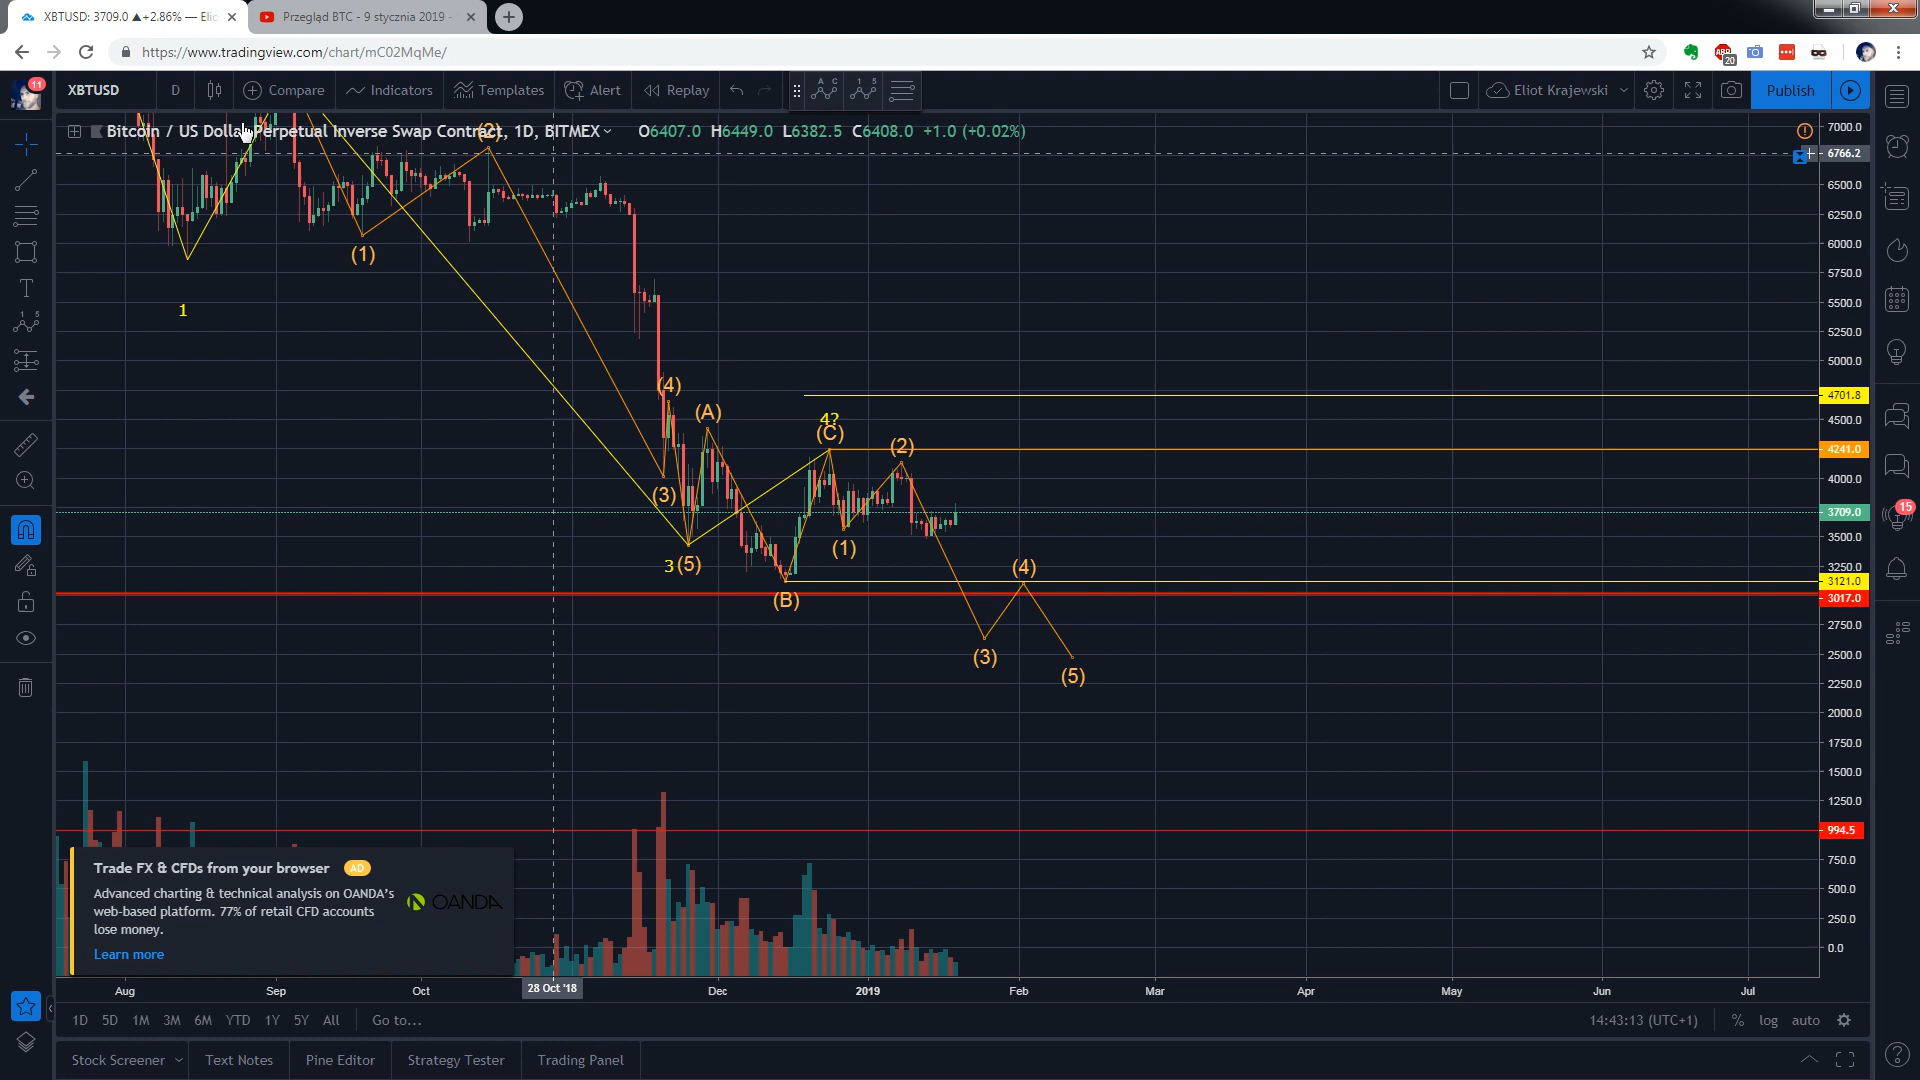 XBTUSD: 3709.0 ▲+2.86% — Elio
Przegląd BTC - 9 stycznia 2019 -
https://www.tradingview.com/chart/mC02MqMe/
20
11
XBTUSD
D
Compare
Indicators
Templates
Alert
Replay
A C
1 5
Eliot Krajewski
Publish
Bitcoin / US Dollar Perpetual Inverse Swap Contract, 1D, BITMEX
O6407.0 H6449.0 L6382.5 C6408.0 +1.0 (+0.02%)
(2)
(1)
1
(4)
(A)
4?
(C)
(2)
(3)
(1)
3
(5)
(B)
(4)
(3)
(5)
7000.0
6766.2
6500.0
6250.0
6000.0
5750.0
5500.0
5250.0
5000.0
4701.8
4500.0
4241.0
4000.0
3709.0
3500.0
3250.0
3121.0
3017.0
2750.0
2500.0
2250.0
2000.0
1750.0
1500.0
1250.0
994.5
750.0
500.0
250.0
0.0
15
1 5
T
Trade FX & CFDs from your browser
AD
Advanced charting & technical analysis on OANDA's
web-based platform. 77% of retail CFD accounts
lose money.
OANDA
Learn more
Aug
Sep
Oct
28 Oct '18
Dec
2019
Feb
Mar
Apr
May
Jun
Jul
1D 5D 1M 3M 6M YTD 1Y 5Y All
Go to...
14:43:13 (UTC+1)
% log auto
Stock Screener
Text Notes
Pine Editor
Strategy Tester
Trading Panel